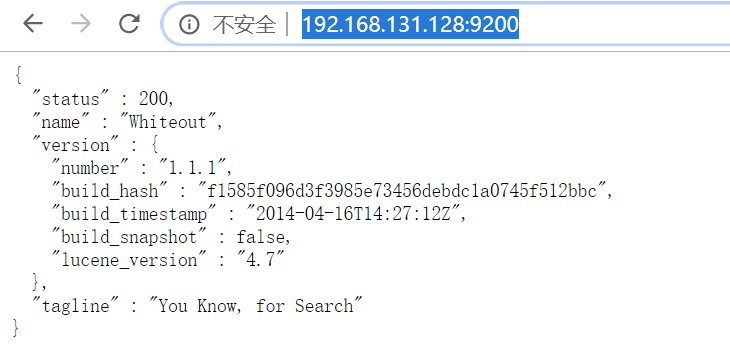 不安全 | 192.168.131.128:9200
{
"status" : 200,
"name" : "Whiteout",
"version" : {
"number" : "1.1.1",
"build_hash" : "f1585f096d3f3985e73456debdc1a0745f512bbc",
"build_timestamp" : "2014-04-16T14:27:12Z",
"build_snapshot" : false,
"lucene_version" : "4.7"
},
"tagline" : "You Know, for Search"
}